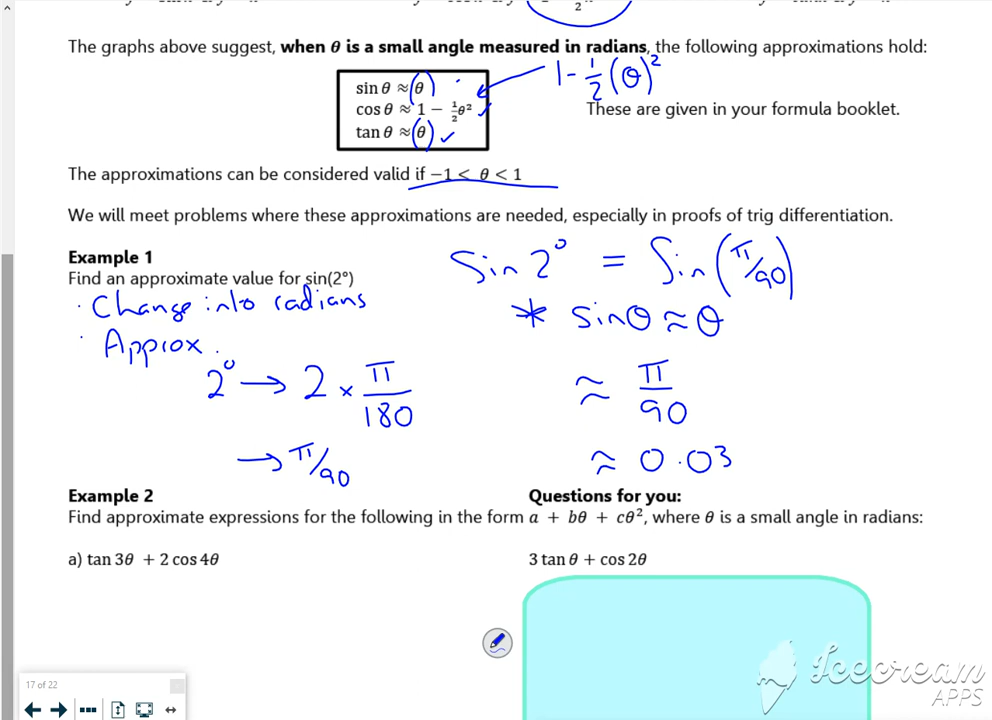 2
The graphs above suggest, when θ is a small angle measured in radians, the following approximations hold:
1 - 1/2 (θ)²
sin θ ≈ θ
cos θ ≈ 1 − ½θ²
tan θ ≈ θ
These are given in your formula booklet.
The approximations can be considered valid if −1 < θ < 1
We will meet problems where these approximations are needed, especially in proofs of trig differentiation.
Example 1
Find an approximate value for sin(2°)
· Change into radians
· Approx.
2° → 2 × π/180
→ π/90
Sin 2° = Sin (π/90)
* sinθ ≈ θ
≈ π/90
≈ 0.03
Example 2
Find approximate expressions for the following in the form a + bθ + cθ², where θ is a small angle in radians:
Questions for you:
a) tan 3θ + 2 cos 4θ
3 tan θ + cos 2θ
17 of 22
Icecream
APPS